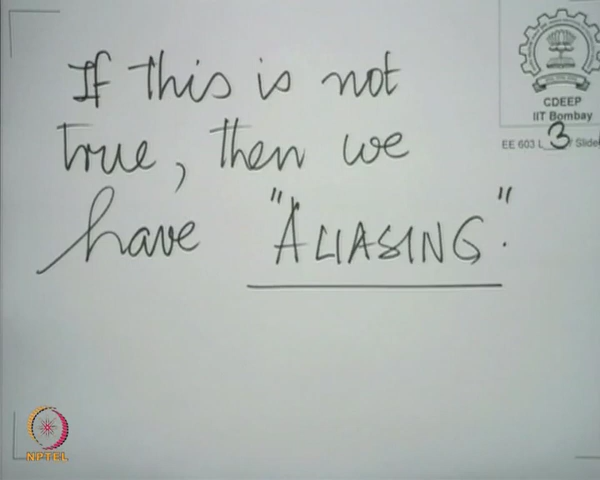 If this is not
true, then we
have "ALIASING".
CDEEP
IIT Bombay
EE 603 L 3 / Slide
NPTEL